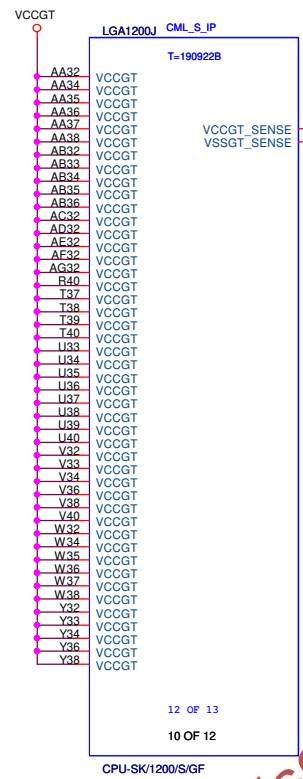 VCCGT
LGA1200J CML_S_IP
T=190922B
AA32 VCCGT
AA34 VCCGT
AA35 VCCGT
AA36 VCCGT
AA37 VCCGT VCCGT_SENSE
AA38 VCCGT VSSGT_SENSE
AB32 VCCGT
AB33 VCCGT
AB34 VCCGT
AB35 VCCGT
AB36 VCCGT
AC32 VCCGT
AD32 VCCGT
AE32 VCCGT
AF32 VCCGT
AG32 VCCGT
R40 VCCGT
T37 VCCGT
T38 VCCGT
T39 VCCGT
T40 VCCGT
U33 VCCGT
U34 VCCGT
U35 VCCGT
U36 VCCGT
U37 VCCGT
U38 VCCGT
U39 VCCGT
U40 VCCGT
V32 VCCGT
V33 VCCGT
V34 VCCGT
V36 VCCGT
V38 VCCGT
V40 VCCGT
W32 VCCGT
W34 VCCGT
W35 VCCGT
W36 VCCGT
W37 VCCGT
W38 VCCGT
Y32 VCCGT
Y33 VCCGT
Y34 VCCGT
Y36 VCCGT
Y38 VCCGT
12 OF 13
10 OF 12
CPU-SK/1200/S/GF